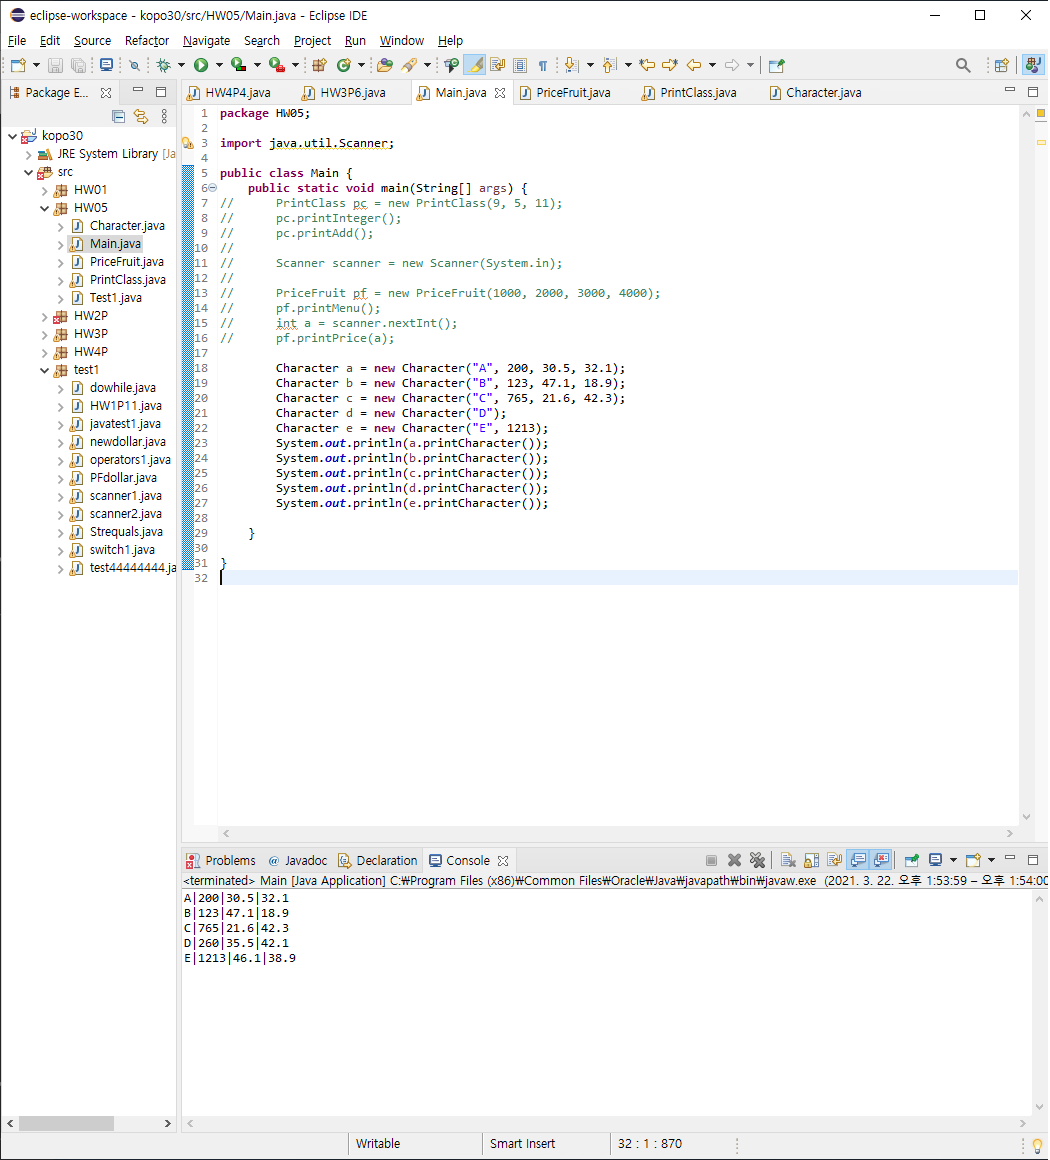 eclipse-workspace - kopo30/src/HW05/Main.java - Eclipse IDE
File Edit Source Refactor Navigate Search Project Run Window Help
Package E...
HW4P4.java HW3P6.java Main.java PriceFruit.java PrintClass.java Character.java
kopo30
JRE System Library [Ja
src
HW01
HW05
Character.java
Main.java
PriceFruit.java
PrintClass.java
Test1.java
HW2P
HW3P
HW4P
test1
dowhile.java
HW1P11.java
javatest1.java
newdollar.java
operators1.java
PFdollar.java
scanner1.java
scanner2.java
Strequals.java
switch1.java
test44444444.ja
1 package HW05;
2
3 import java.util.Scanner;
4
5 public class Main {
6 public static void main(String[] args) {
7 // PrintClass pc = new PrintClass(9, 5, 11);
8 // pc.printInteger();
9 // pc.printAdd();
10 //
11 // Scanner scanner = new Scanner(System.in);
12 //
13 // PriceFruit pf = new PriceFruit(1000, 2000, 3000, 4000);
14 // pf.printMenu();
15 // int a = scanner.nextInt();
16 // pf.printPrice(a);
17
18 Character a = new Character("A", 200, 30.5, 32.1);
19 Character b = new Character("B", 123, 47.1, 18.9);
20 Character c = new Character("C", 765, 21.6, 42.3);
21 Character d = new Character("D");
22 Character e = new Character("E", 1213);
23 System.out.println(a.printCharacter());
24 System.out.println(b.printCharacter());
25 System.out.println(c.printCharacter());
26 System.out.println(d.printCharacter());
27 System.out.println(e.printCharacter());
28
29 }
30
31 }
32
Problems @ Javadoc Declaration Console
<terminated> Main [Java Application] C:₩Program Files (x86)₩Common Files₩Oracle₩Java₩javapath₩bin₩javaw.exe (2021. 3. 22. 오후 1:53:59 – 오후 1:54:00
A|200|30.5|32.1
B|123|47.1|18.9
C|765|21.6|42.3
D|260|35.5|42.1
E|1213|46.1|38.9
Writable Smart Insert 32 : 1 : 870